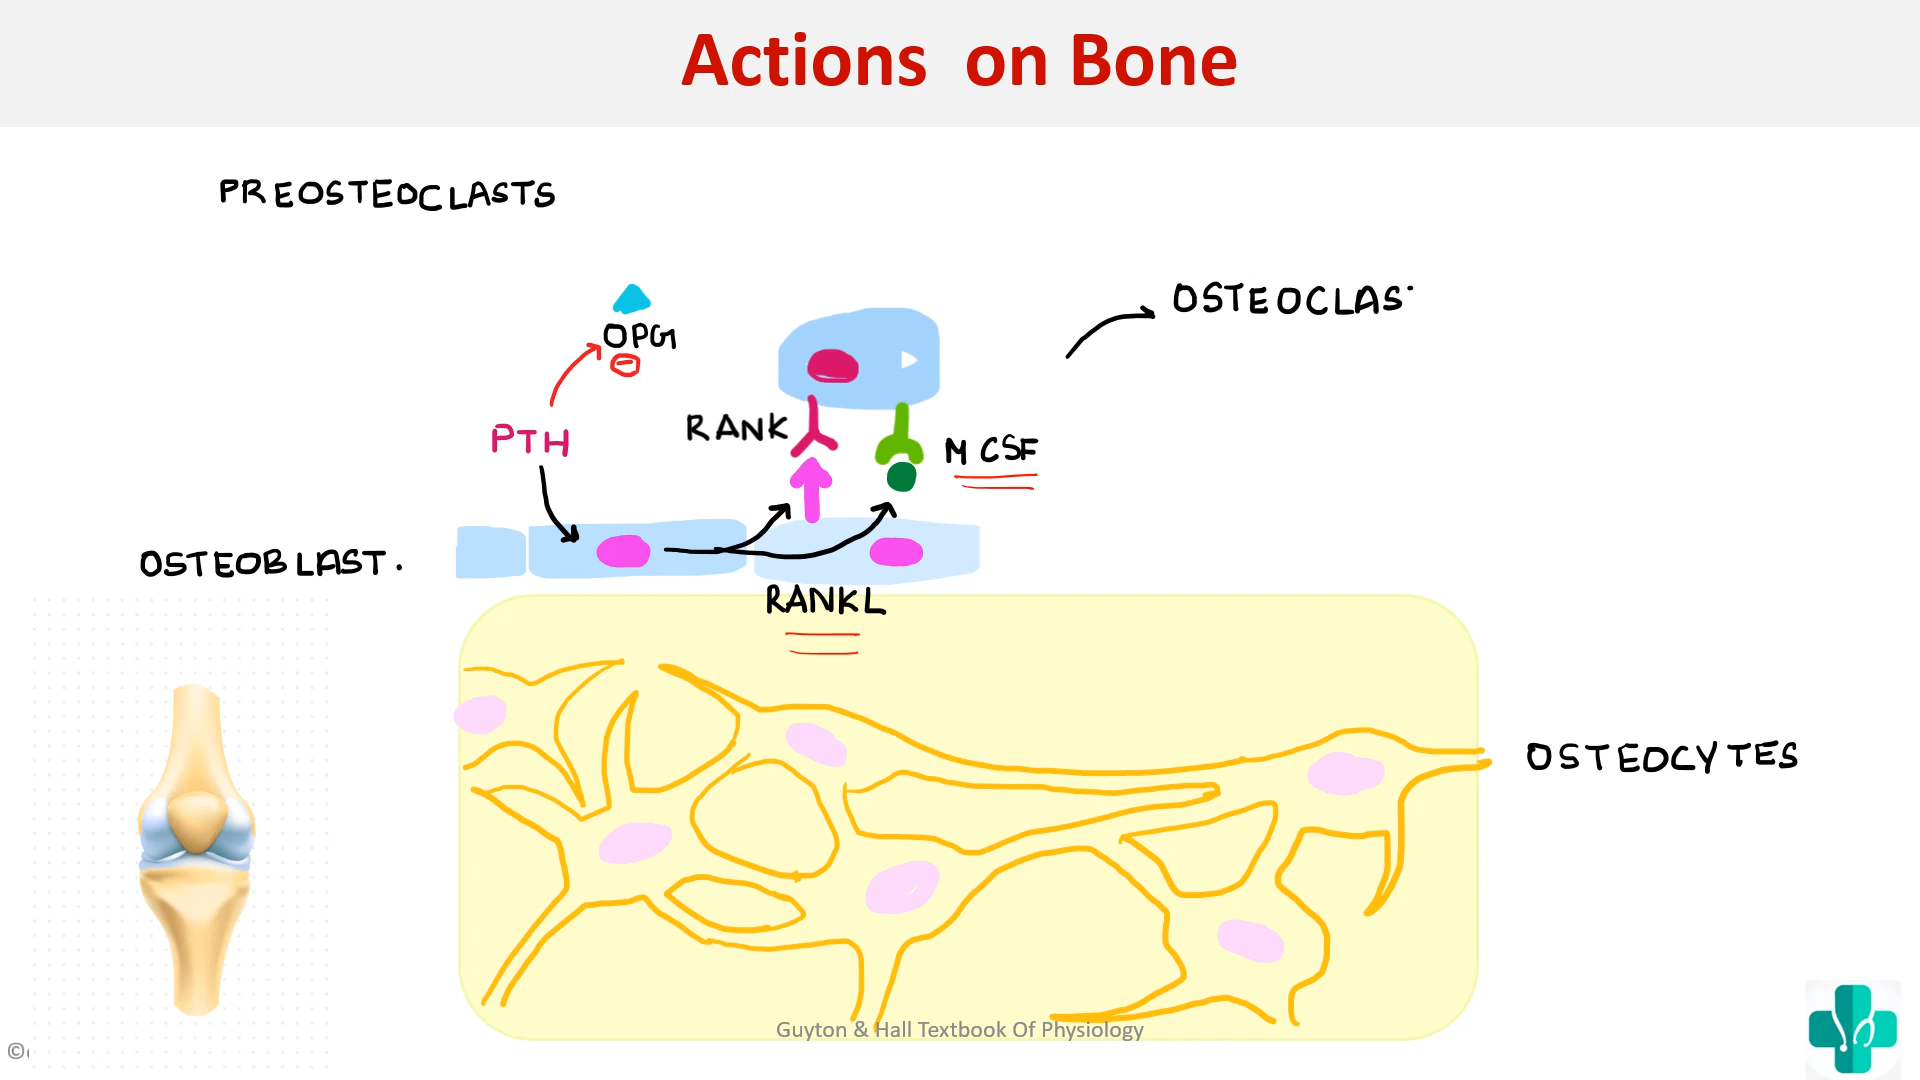 Actions on Bone
PREOSTEOCLASTS
OSTEOCLAS
OPG
RANK
PTH
M CSF
OSTEOBLAST.
RANKL
OSTEOCYTES
Guyton & Hall Textbook Of Physiology
©